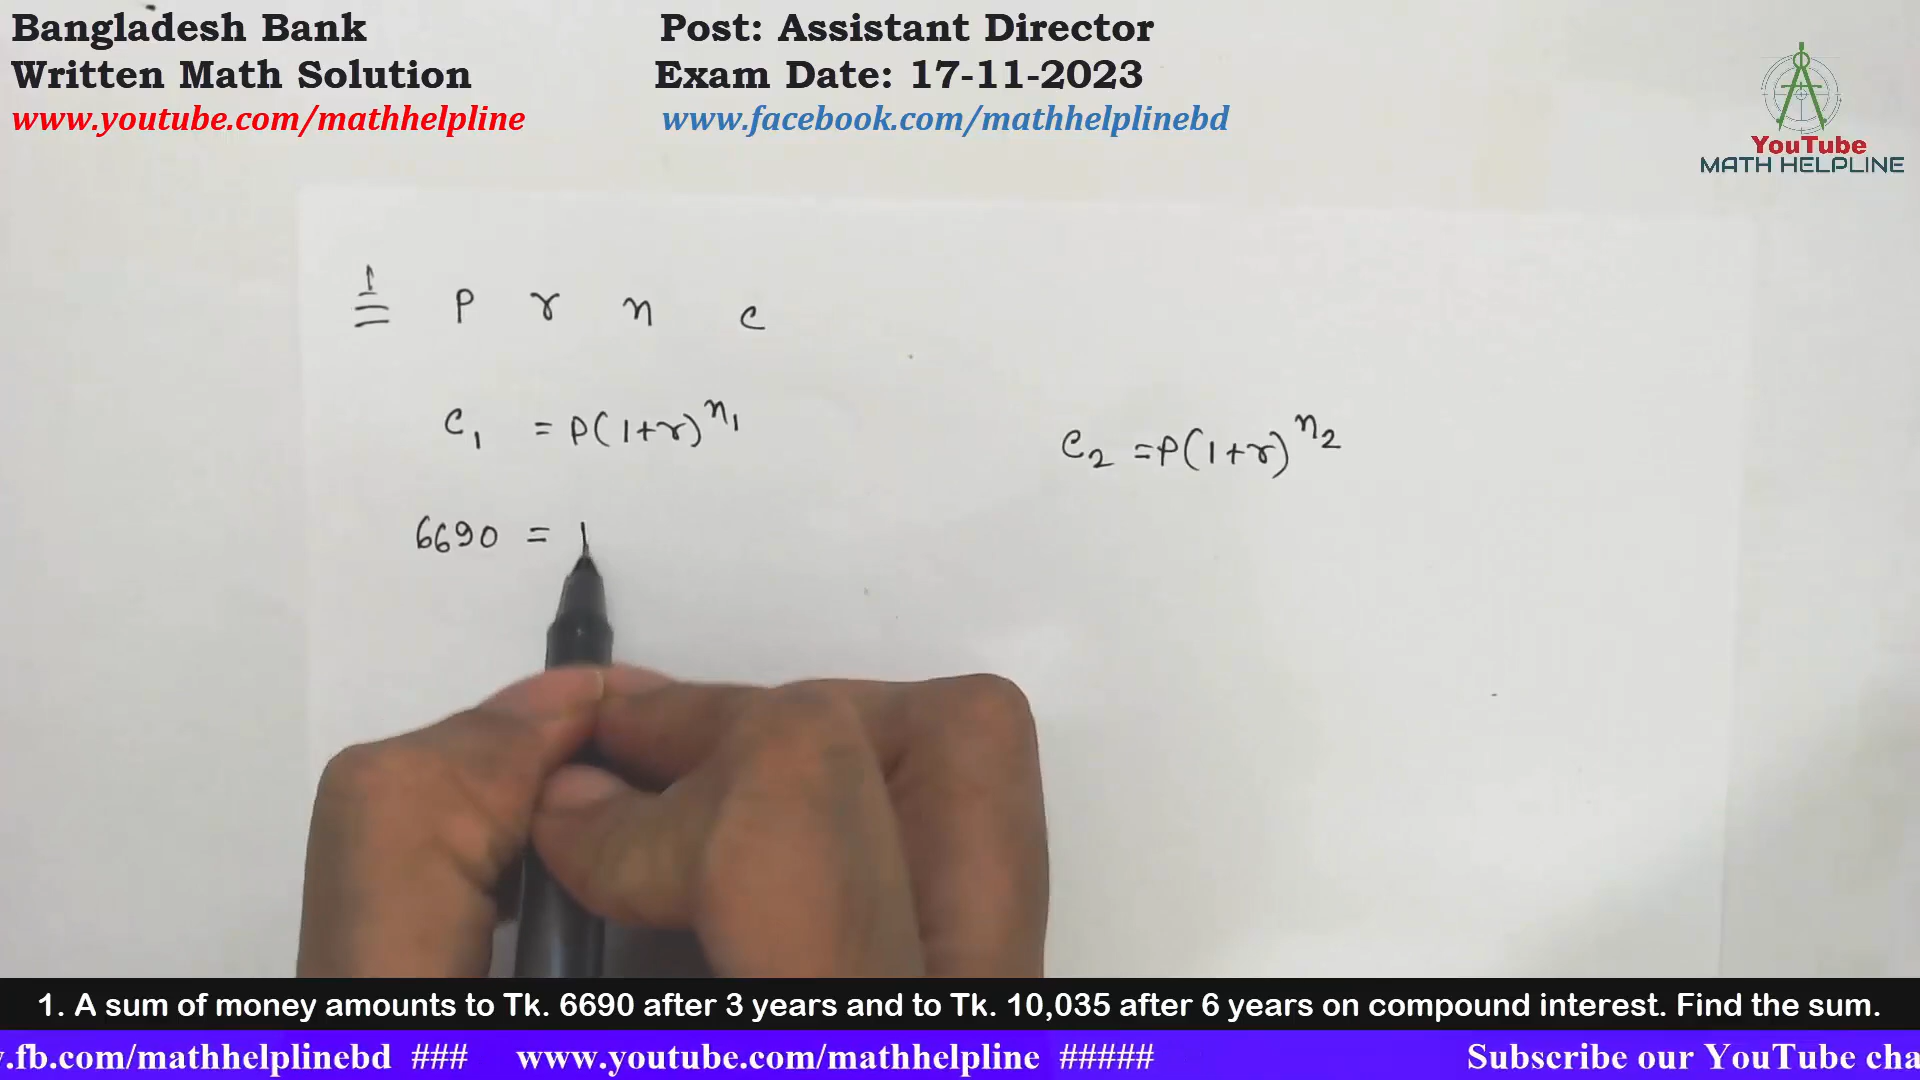 Bangladesh Bank
Post: Assistant Director
Written Math Solution
Exam Date: 17-11-2023
www.youtube.com/mathhelpline
www.facebook.com/mathhelplinebd
YouTube
MATH HELPLINE
1 P r n c
C₁ = P(1+r)^n₁
C₂ = P(1+r)^n₂
6690 =
1. A sum of money amounts to Tk. 6690 after 3 years and to Tk. 10,035 after 6 years on compound interest. Find the sum.
.fb.com/mathhelplinebd ### www.youtube.com/mathhelpline ##### Subscribe our YouTube cha